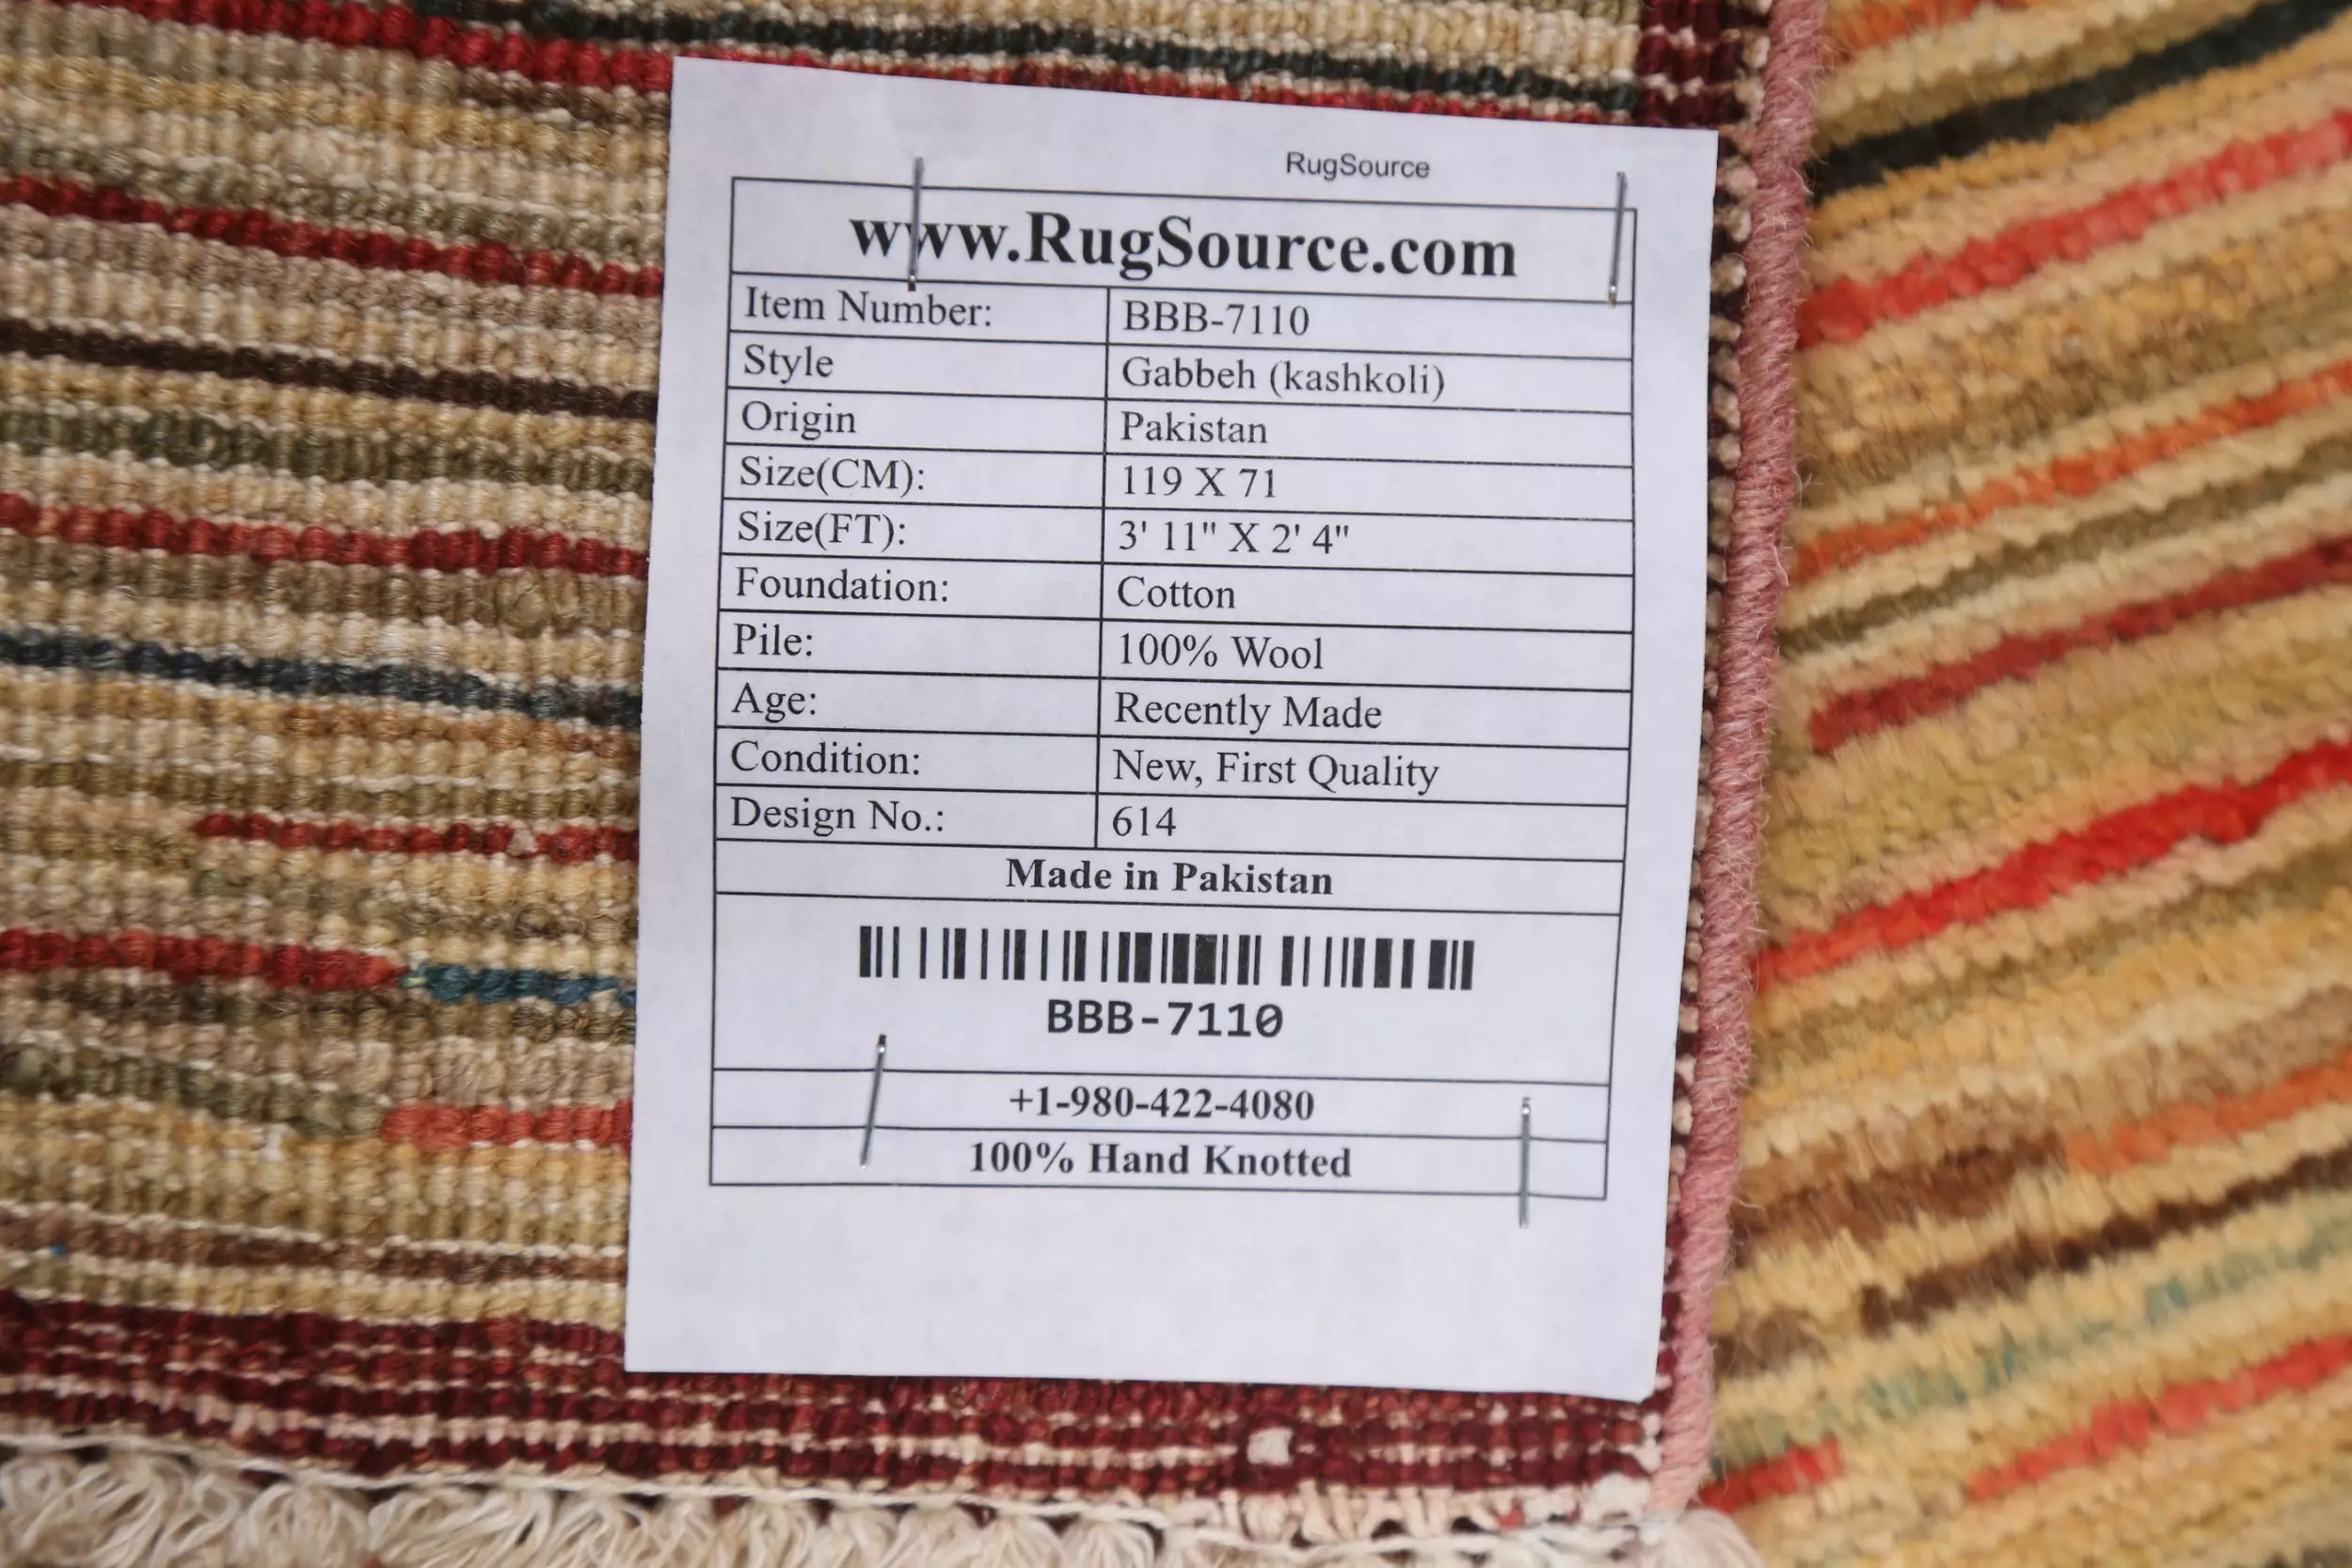 RugSource
www.RugSource.com
Item Number: BBB-7110
Style Gabbeh (kashkoli)
Origin Pakistan
Size(CM): 119 X 71
Size(FT): 3' 11" X 2' 4"
Foundation: Cotton
Pile: 100% Wool
Age: Recently Made
Condition: New, First Quality
Design No.: 614
Made in Pakistan
BBB-7110
+1-980-422-4080
100% Hand Knotted